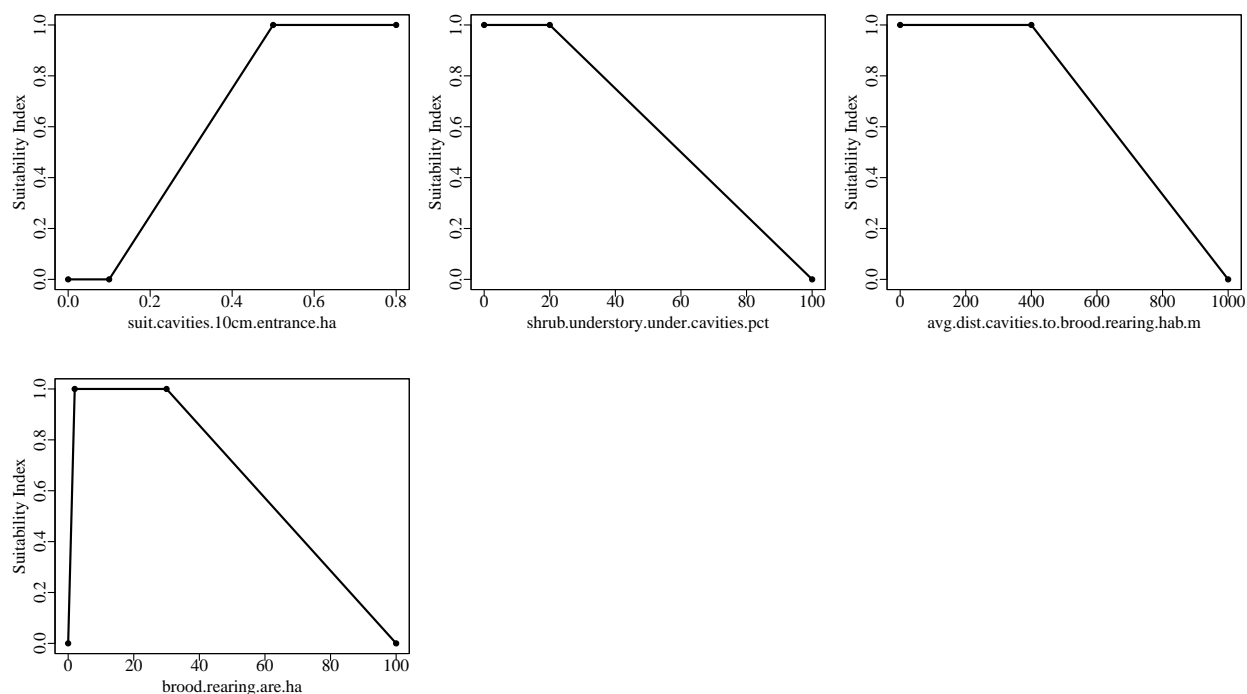 Suitability Index
1.0
0.8
0.6
0.4
0.2
0.0
0.0 0.2 0.4 0.6 0.8
suit.cavities.10cm.entrance.ha
Suitability Index
1.0
0.8
0.6
0.4
0.2
0.0
0 20 40 60 80 100
shrub.understory.under.cavities.pct
Suitability Index
1.0
0.8
0.6
0.4
0.2
0.0
0 200 400 600 800 1000
avg.dist.cavities.to.brood.rearing.hab.m
Suitability Index
1.0
0.8
0.6
0.4
0.2
0.0
0 20 40 60 80 100
brood.rearing.are.ha